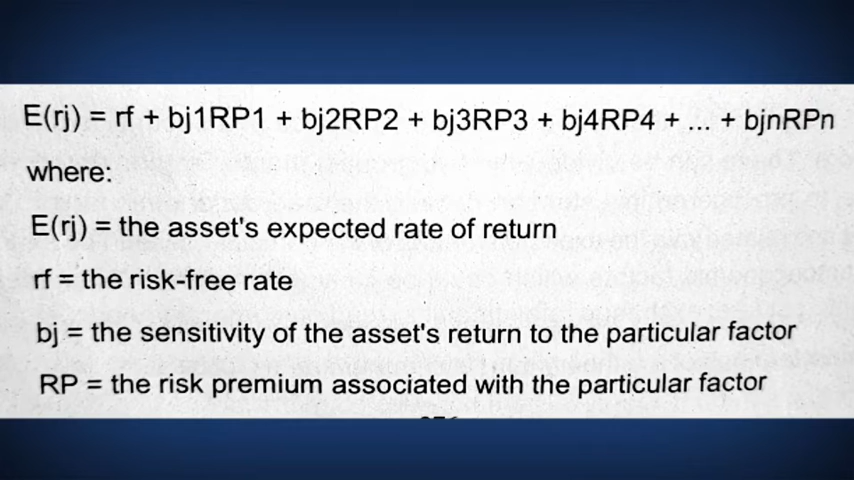 E(rj) = rf + bj1RP1 + bj2RP2 + bj3RP3 + bj4RP4 + ... + bjnRPn
where:
E(rj) = the asset's expected rate of return
rf = the risk-free rate
bj = the sensitivity of the asset's return to the particular factor
RP = the risk premium associated with the particular factor